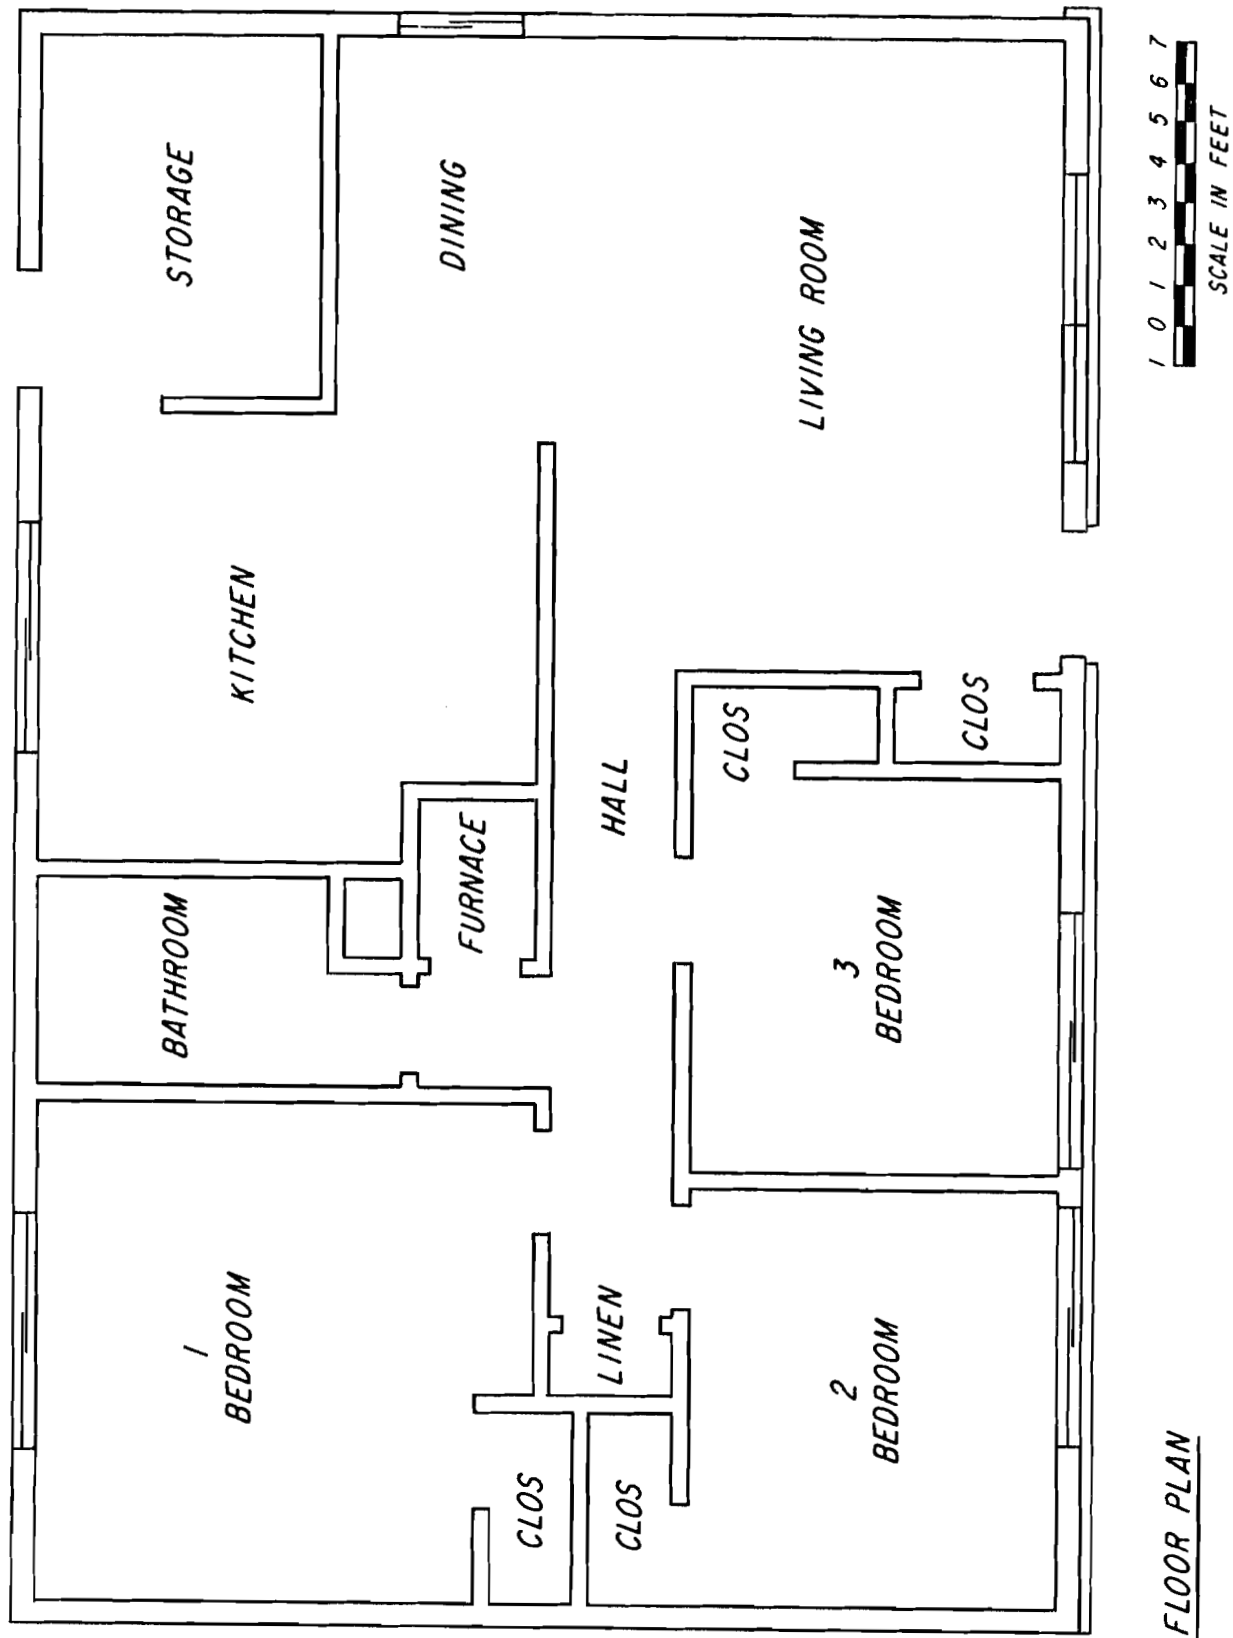 STORAGE
DINING
KITCHEN
LIVING ROOM
BATHROOM
FURNACE
HALL
CLOS
CLOS
1
BEDROOM
LINEN
3
BEDROOM
CLOS
CLOS
2
BEDROOM
1 0 1 2 3 4 5 6 7
SCALE IN FEET
FLOOR PLAN